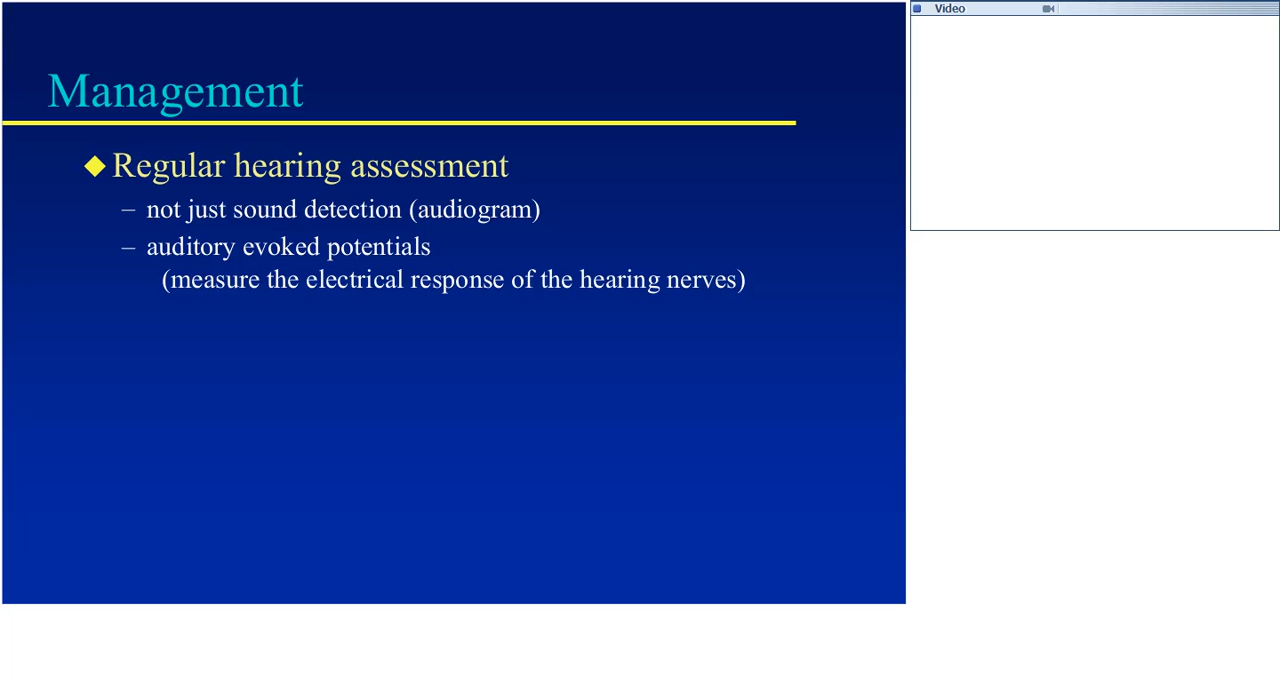 Management
Regular hearing assessment
– not just sound detection (audiogram)
– auditory evoked potentials
(measure the electrical response of the hearing nerves)
Video